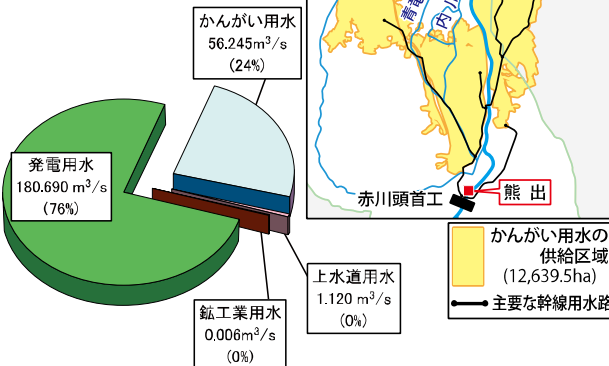 かんがい用水
56.245m³/s
(24%)
発電用水
180.690 m³/s
(76%)
上水道用水
1.120 m³/s
(0%)
鉱工業用水
0.006m³/s
(0%)
内川
赤川頭首工
熊出
かんがい用水の
供給区域
(12,639.5ha)
主要な幹線用水路